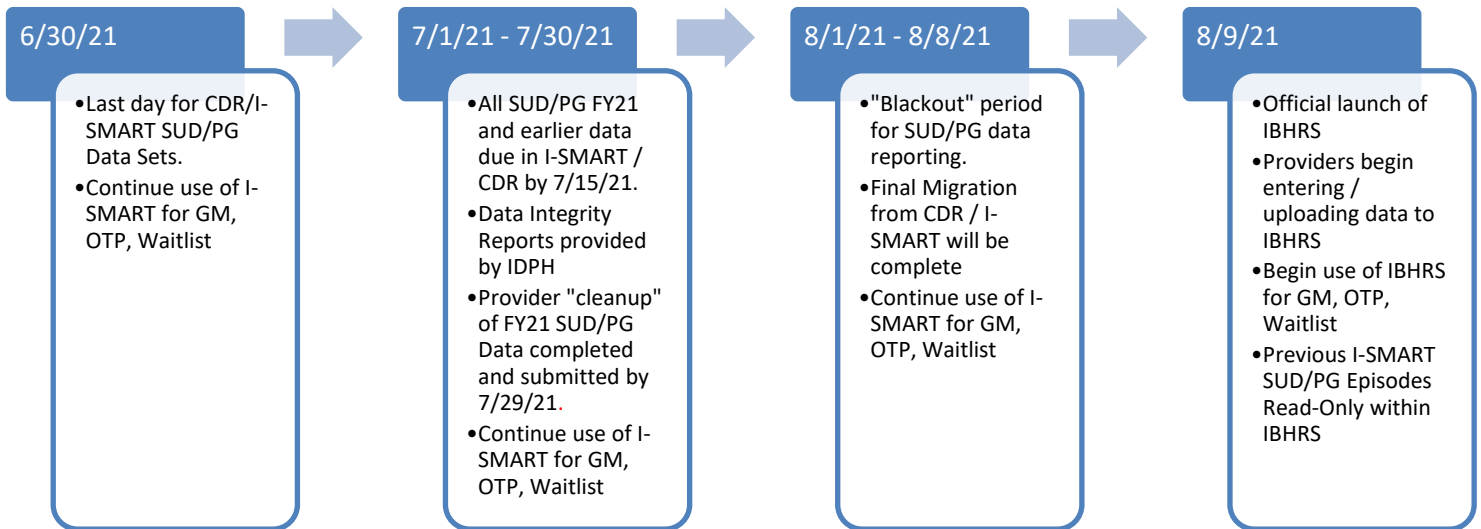 6/30/21
•Last day for CDR/I-
SMART SUD/PG
Data Sets.
•Continue use of I-
SMART for GM,
OTP, Waitlist
7/1/21 - 7/30/21
•All SUD/PG FY21
and earlier data
due in I-SMART /
CDR by 7/15/21.
•Data Integrity
Reports provided
by IDPH
•Provider "cleanup"
of FY21 SUD/PG
Data completed
and submitted by
7/29/21.
•Continue use of I-
SMART for GM,
OTP, Waitlist
8/1/21 - 8/8/21
•"Blackout" period
for SUD/PG data
reporting.
•Final Migration
from CDR / I-
SMART will be
complete
•Continue use of I-
SMART for GM,
OTP, Waitlist
8/9/21
•Official launch of
IBHRS
•Providers begin
entering /
uploading data to
IBHRS
•Begin use of IBHRS
for GM, OTP,
Waitlist
•Previous I-SMART
SUD/PG Episodes
Read-Only within
IBHRS